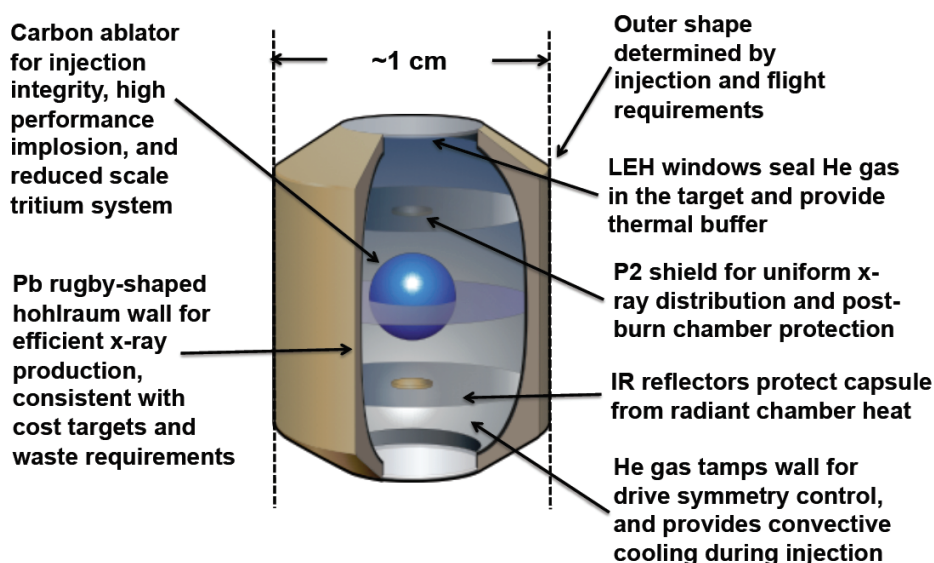 Carbon ablator
for injection
integrity, high
performance
implosion, and
reduced scale
tritium system
Pb rugby-shaped
hohlraum wall for
efficient x-ray
production,
consistent with
cost targets and
waste requirements
~1 cm
Outer shape
determined by
injection and flight
requirements
LEH windows seal He gas
in the target and provide
thermal buffer
P2 shield for uniform x-
ray distribution and post-
burn chamber protection
IR reflectors protect capsule
from radiant chamber heat
He gas tamps wall for
drive symmetry control,
and provides convective
cooling during injection